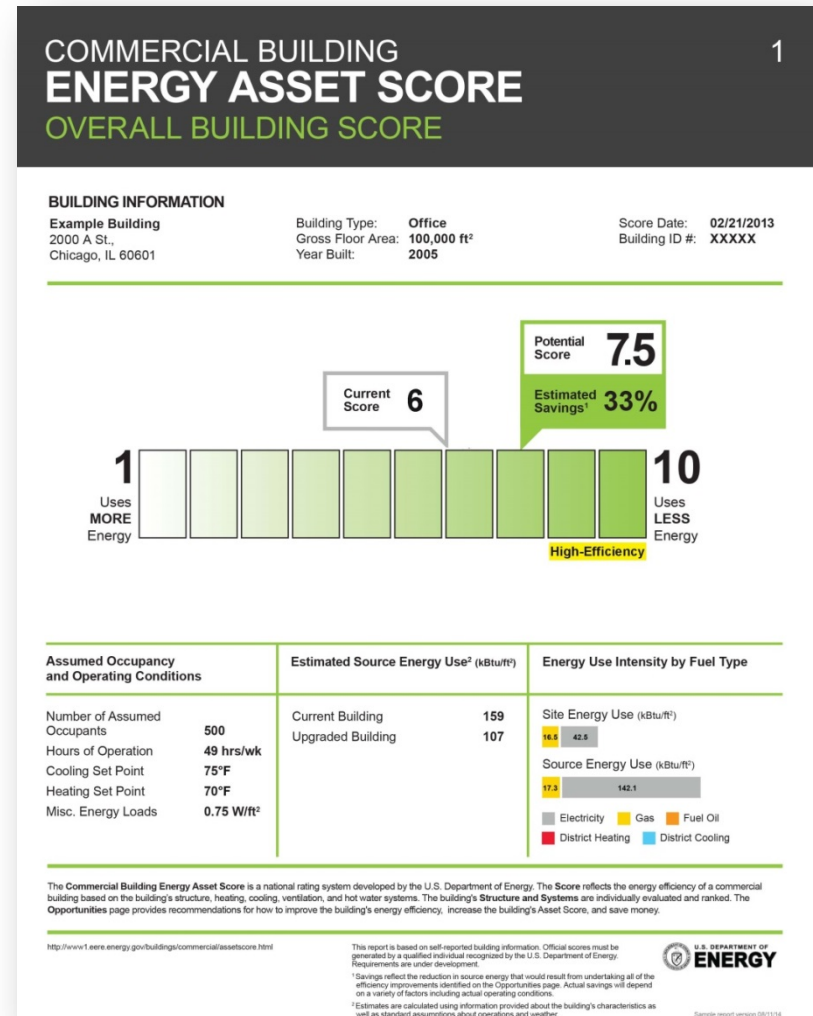 COMMERCIAL BUILDING
1
ENERGY ASSET SCORE
OVERALL BUILDING SCORE
BUILDING INFORMATION
Example Building
2000 A St.,
Chicago, IL 60601
Building Type: Office
Gross Floor Area: 100,000 ft²
Year Built: 2005
Score Date: 02/21/2013
Building ID #: XXXXX
Potential Score 7.5
Estimated Savings¹ 33%
Current Score 6
1
Uses
MORE
Energy
10
Uses
LESS
Energy
High-Efficiency
Assumed Occupancy
and Operating Conditions
Number of Assumed
Occupants 500
Hours of Operation 49 hrs/wk
Cooling Set Point 75°F
Heating Set Point 70°F
Misc. Energy Loads 0.75 W/ft²
Estimated Source Energy Use² (kBtu/ft²)
Current Building 159
Upgraded Building 107
Energy Use Intensity by Fuel Type
Site Energy Use (kBtu/ft²)
16.5 42.5
Source Energy Use (kBtu/ft²)
17.3 142.1
Electricity Gas Fuel Oil
District Heating District Cooling
The Commercial Building Energy Asset Score is a national rating system developed by the U.S. Department of Energy. The Score reflects the energy efficiency of a commercial
building based on the building's structure, heating, cooling, ventilation, and hot water systems. The building's Structure and Systems are individually evaluated and ranked. The
Opportunities page provides recommendations for how to improve the building's energy efficiency, increase the building's Asset Score, and save money.
http://www1.eere.energy.gov/buildings/commercial/assetscore.html
This report is based on self-reported building information. Official scores must be
generated by a qualified individual recognized by the U.S. Department of Energy.
Requirements are under development.
¹ Savings reflect the reduction in source energy that would result from undertaking all of the
efficiency improvements identified on the Opportunities page. Actual savings will depend
on a variety of factors including actual operating conditions.
² Estimates are calculated using information provided about the building's characteristics as
well as standard assumptions about operations and weather.
U.S. DEPARTMENT OF
ENERGY
Sample report version 08/11/14